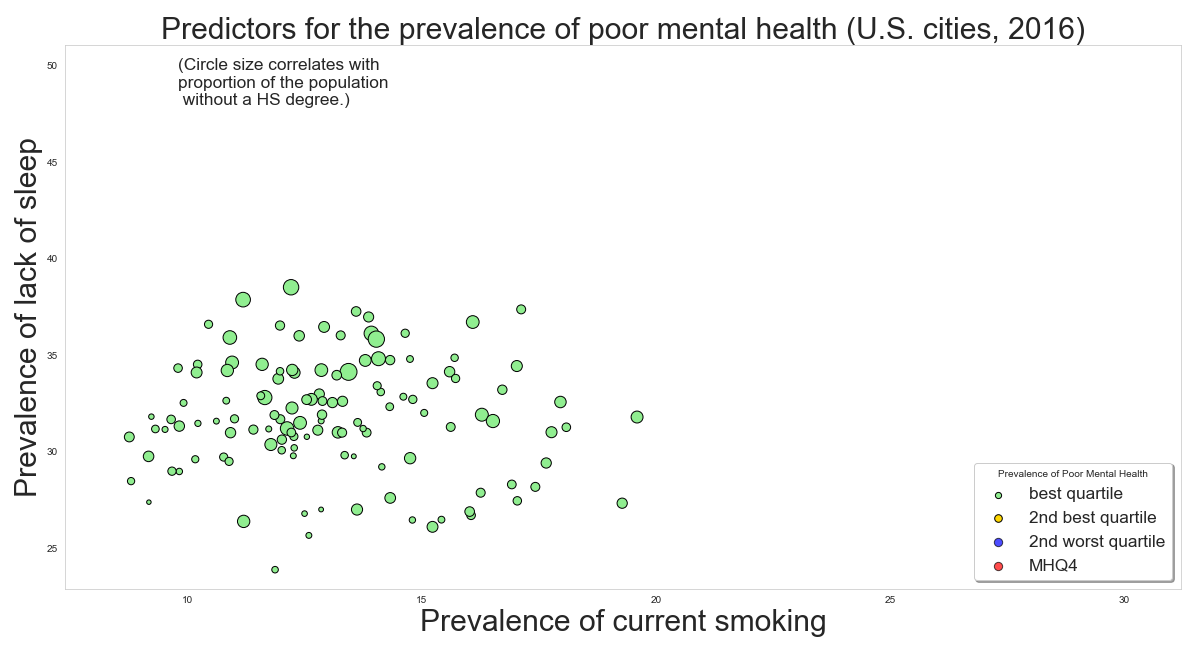 Predictors for the prevalence of poor mental health (U.S. cities, 2016)
(Circle size correlates with
proportion of the population
without a HS degree.)
50
45
40
35
30
25
Prevalence of lack of sleep
10
15
20
25
30
Prevalence of current smoking
Prevalence of Poor Mental Health
best quartile
2nd best quartile
2nd worst quartile
MHQ4